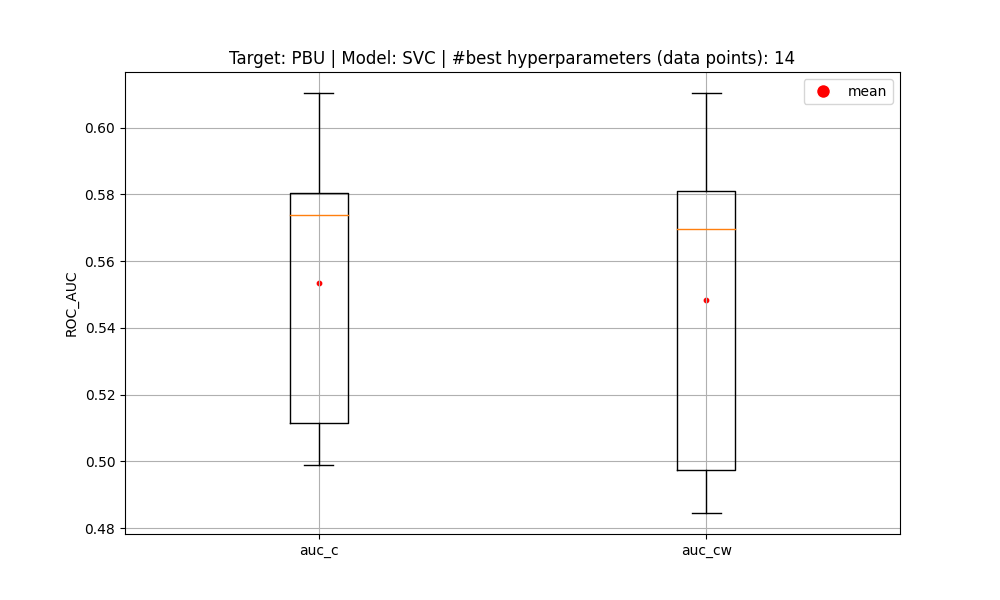 Target: PBU | Model: SVC | #best hyperparameters (data points): 14
mean
0.60
0.58
0.56
0.54
0.52
0.50
0.48
ROC_AUC
auc_c
auc_cw